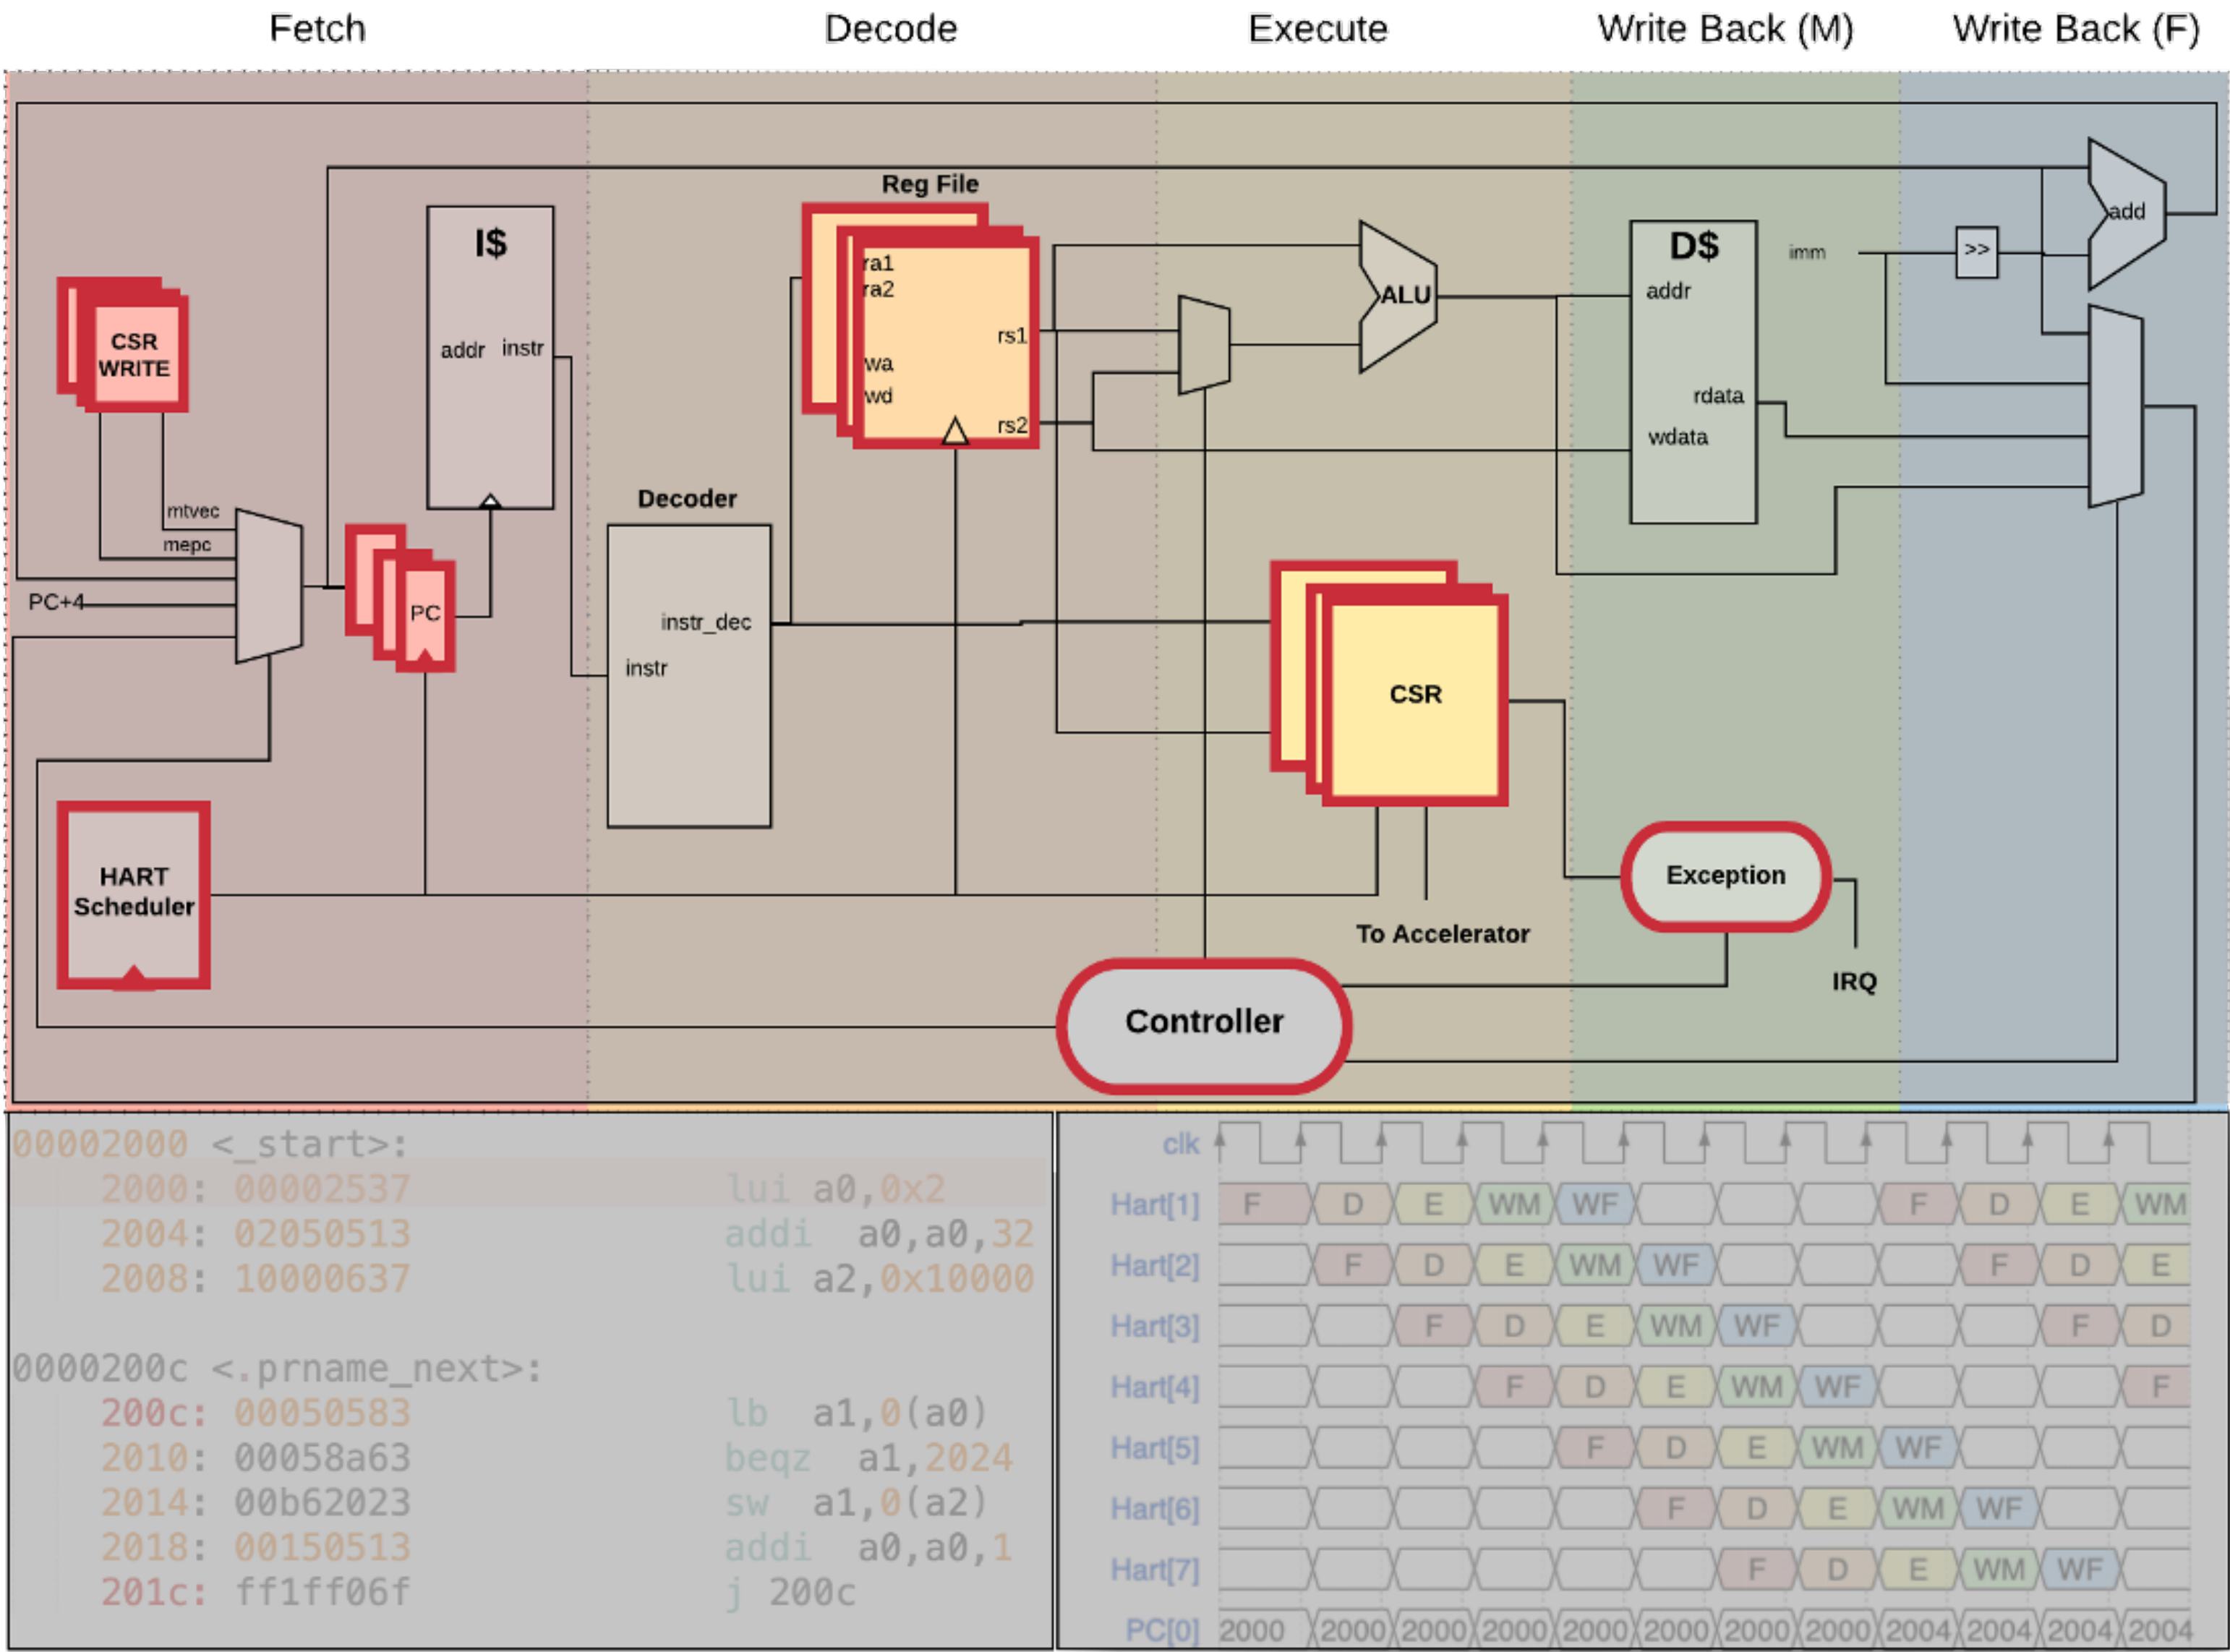 Fetch Decode Execute Write Back (M) Write Back (F)
Reg File
I$
ra1
ra2
rs1
wa
wd
rs2
addr instr
CSR
WRITE
mtvec
mepc
PC+4
PC
HART
Scheduler
Decoder
instr_dec
instr
ALU
D$
addr
rdata
wdata
imm
>>
add
CSR
To Accelerator
Exception
IRQ
Controller
00002000 <_start>:
2000: 00002537 lui a0,0x2
2004: 02050513 addi a0,a0,32
2008: 10000637 lui a2,0x10000
0000200c <.prname_next>:
200c: 00050583 lb a1,0(a0)
2010: 00058a63 beqz a1,2024
2014: 00b62023 sw a1,0(a2)
2018: 00150513 addi a0,a0,1
201c: ff1ff06f j 200c
clk
Hart[1] F D E WM WF F D E WM
Hart[2] F D E WM WF F D E
Hart[3] F D E WM WF F D
Hart[4] F D E WM WF F
Hart[5] F D E WM WF
Hart[6] F D E WM WF
Hart[7] F D E WM WF
PC[0] 2000 2000 2000 2000 2000 2000 2000 2000 2004 2004 2004 2004